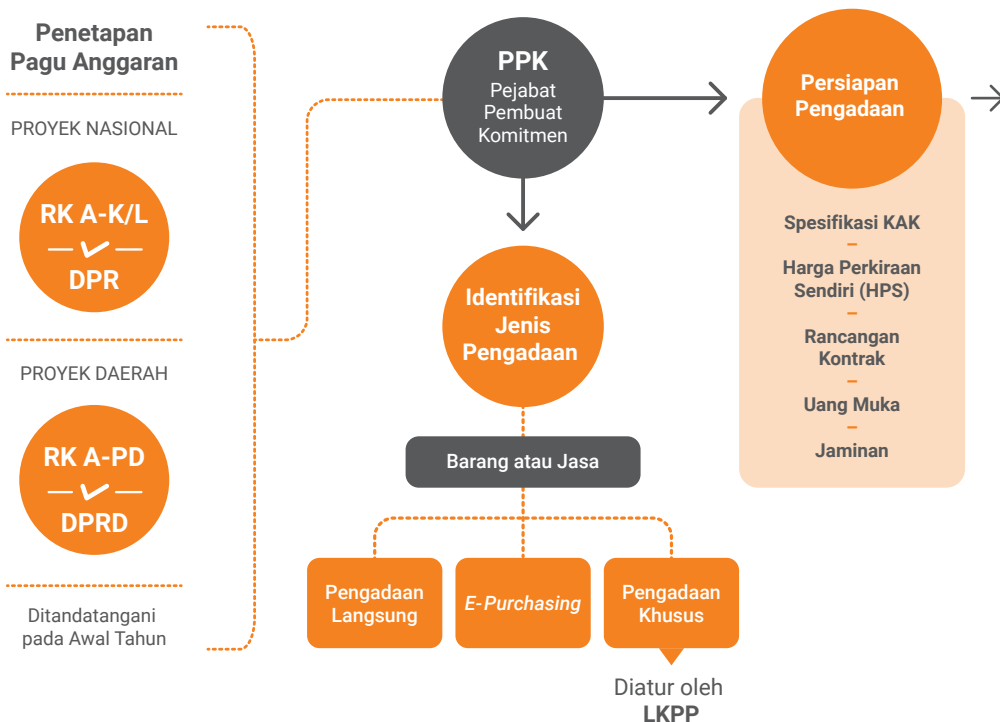 Penetapan
Pagu Anggaran
PROYEK NASIONAL
RK A-K/L
DPR
PROYEK DAERAH
RK A-PD
DPRD
Ditandatangani
pada Awal Tahun
PPK
Pejabat
Pembuat
Komitmen
Identifikasi
Jenis
Pengadaan
Barang atau Jasa
Pengadaan
Langsung
E-Purchasing
Pengadaan
Khusus
Diatur oleh
LKPP
Persiapan
Pengadaan
Spesifikasi KAK
Harga Perkiraan
Sendiri (HPS)
Rancangan
Kontrak
Uang Muka
Jaminan